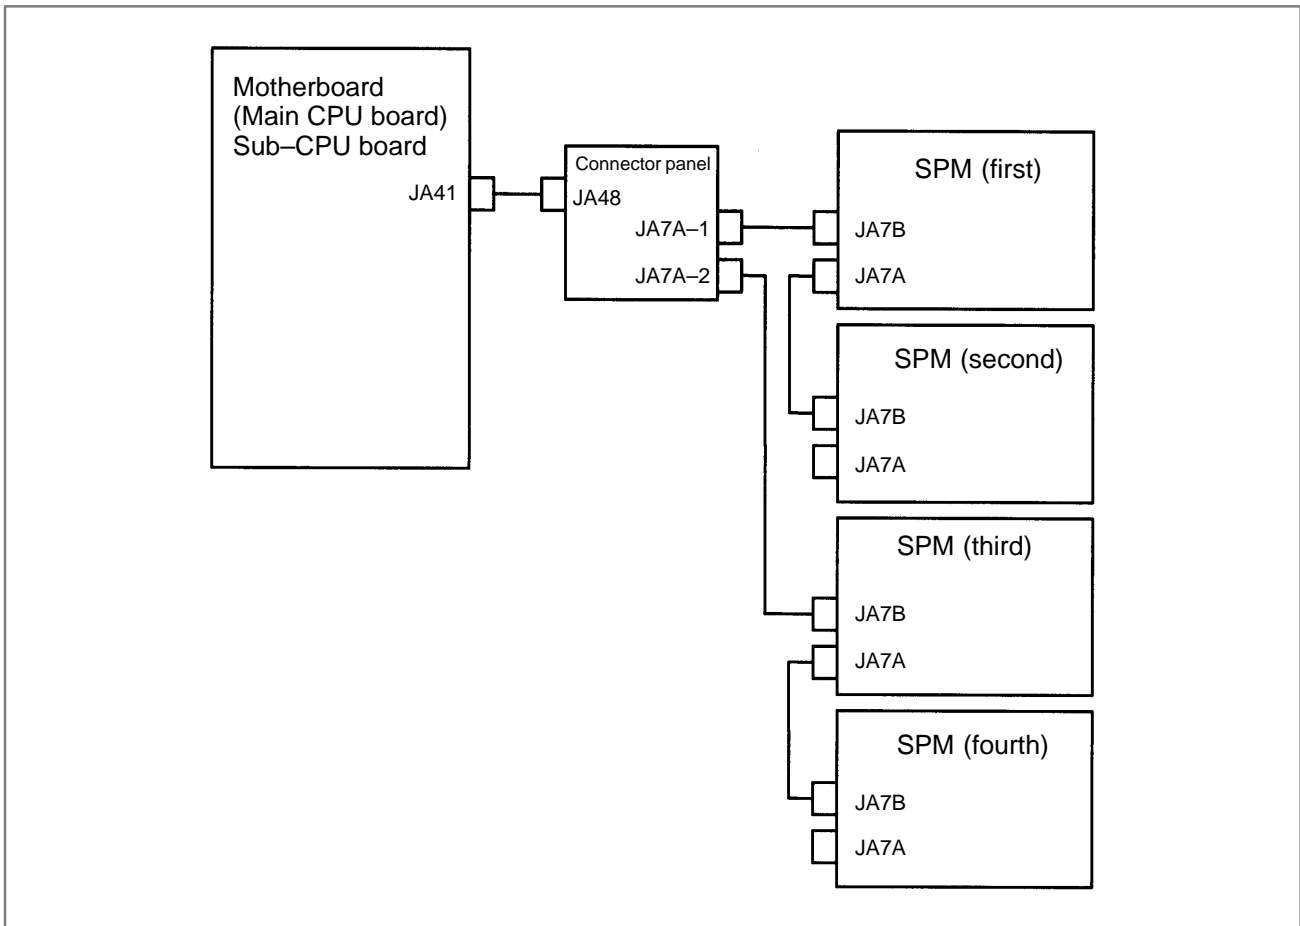 Motherboard
(Main CPU board)
Sub–CPU board
JA41
Connector panel
JA48
JA7A–1
JA7A–2
SPM (first)
JA7B
JA7A
SPM (second)
JA7B
JA7A
SPM (third)
JA7B
JA7A
SPM (fourth)
JA7B
JA7A